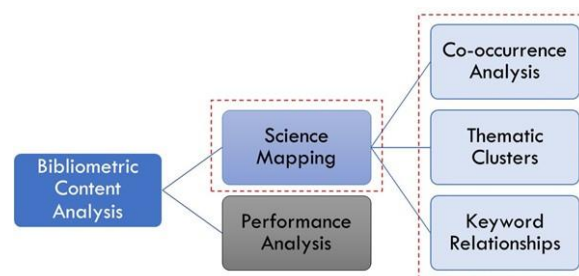 Bibliometric
Content
Analysis
Science
Mapping
Performance
Analysis
Co-occurrence
Analysis
Thematic
Clusters
Keyword
Relationships